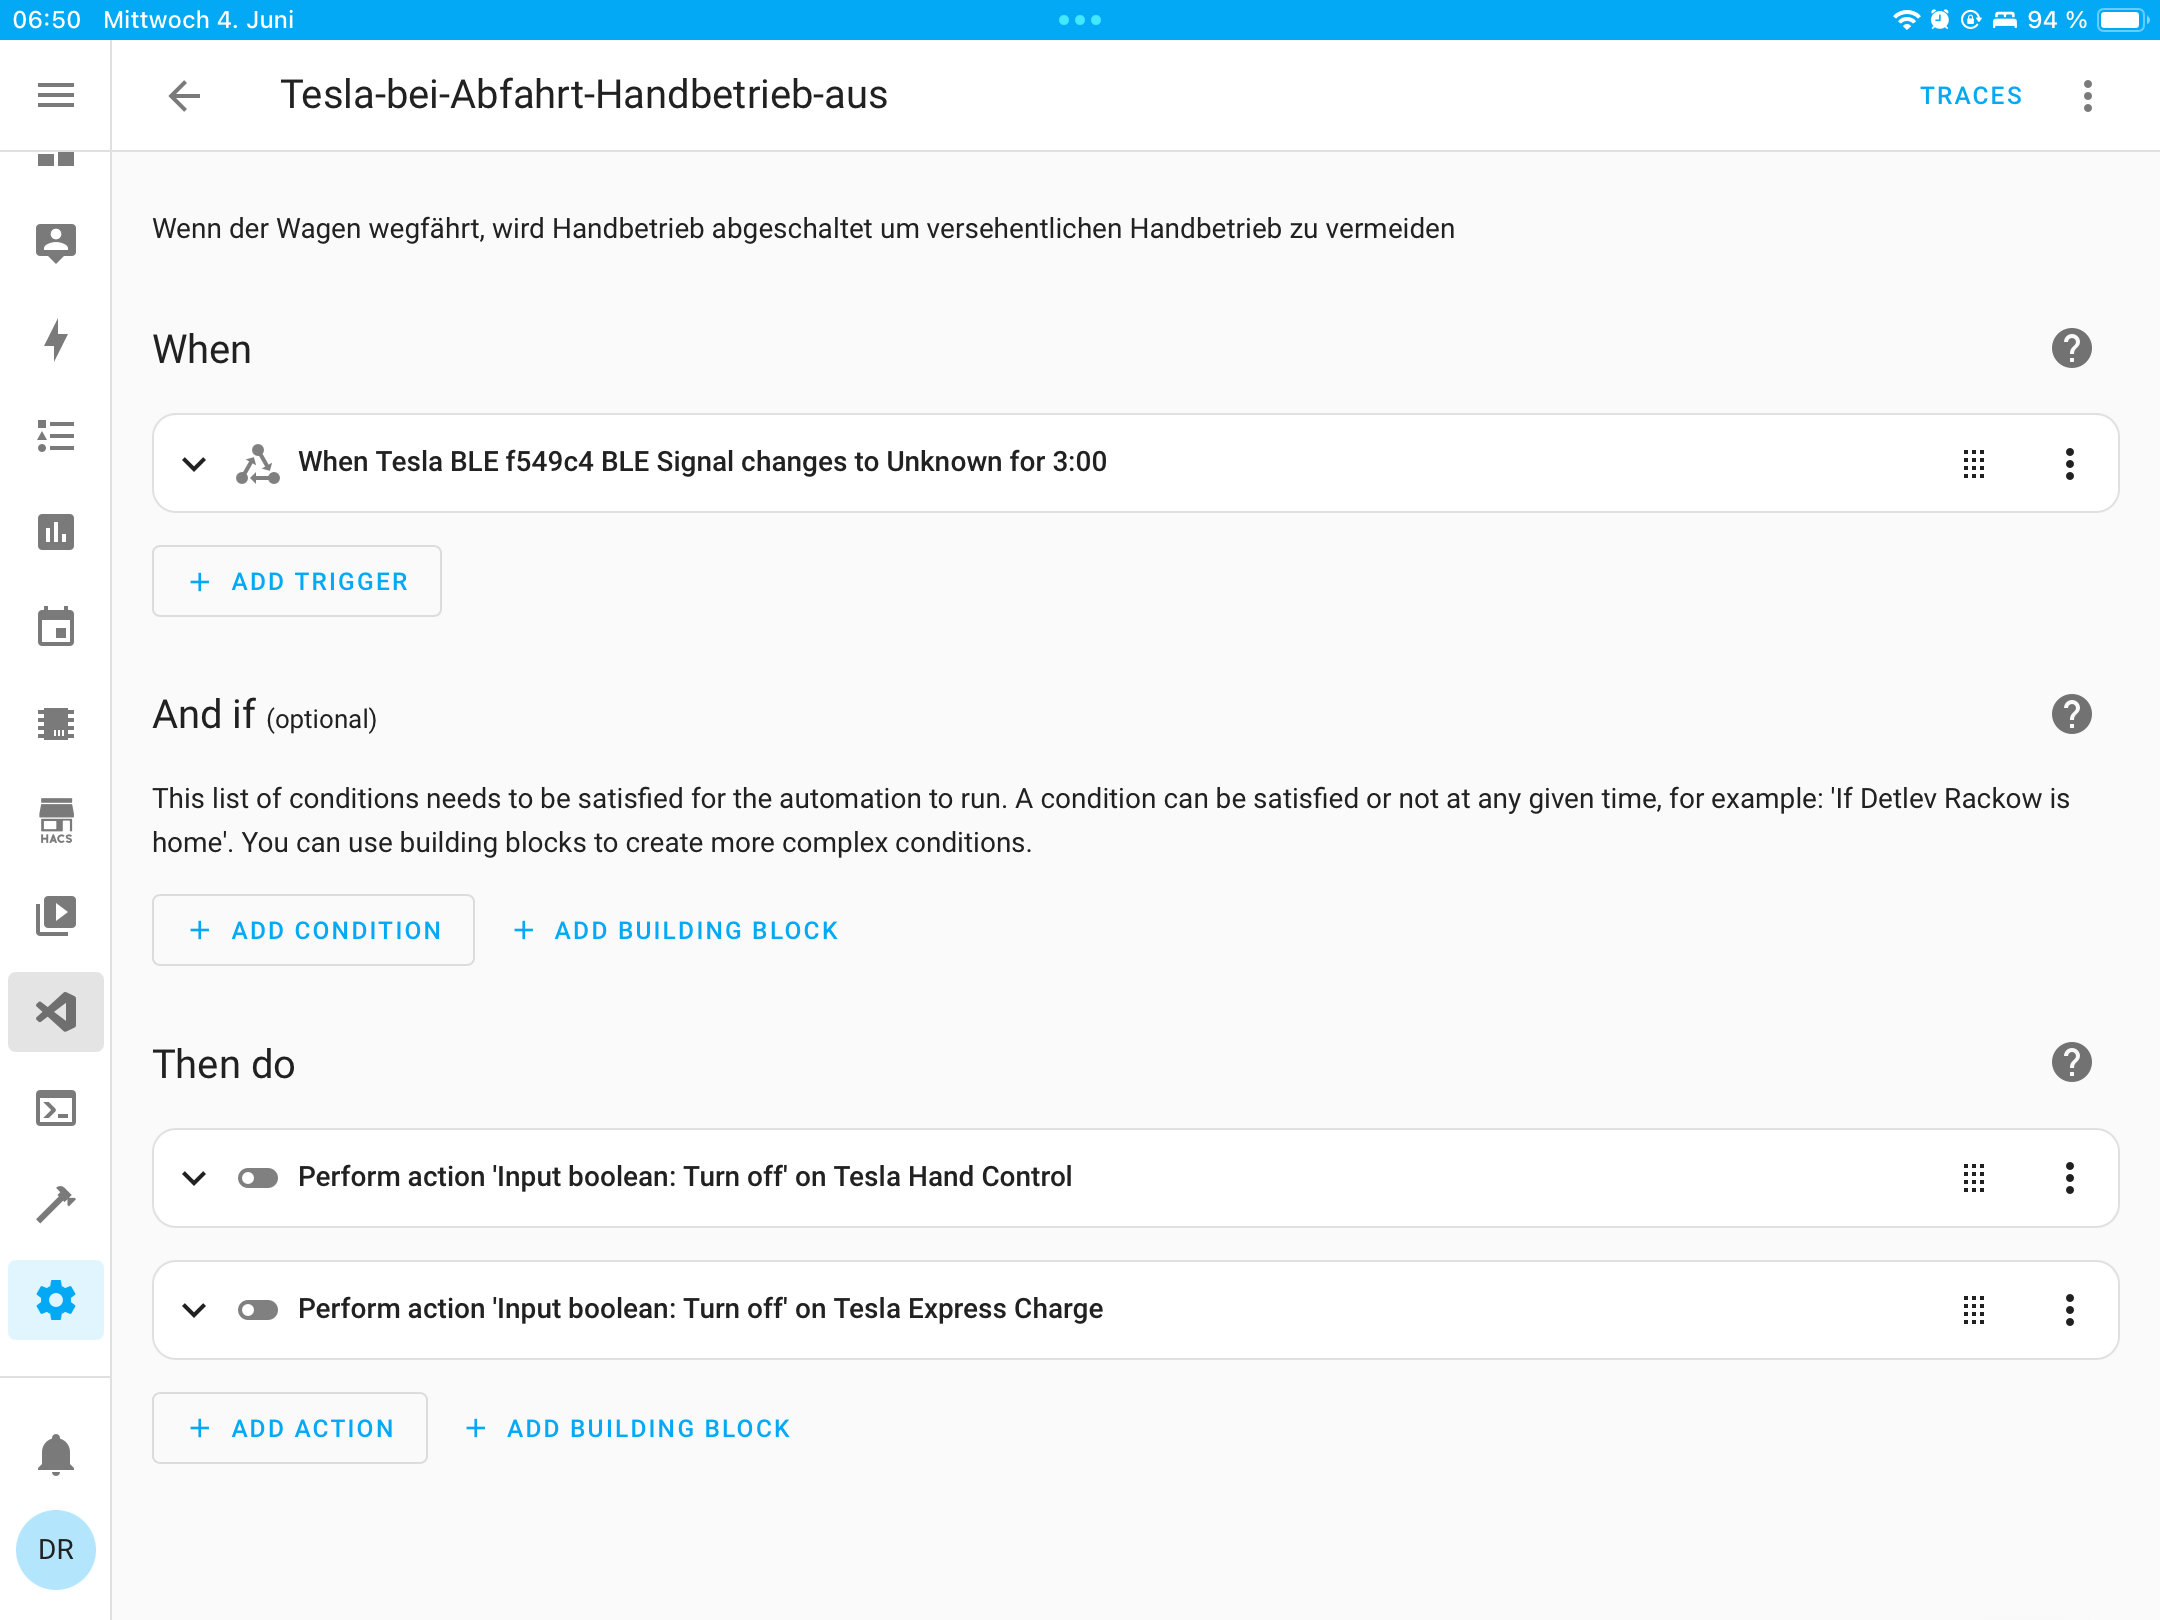 06:50 Mittwoch 4. Juni 94 %
Tesla-bei-Abfahrt-Handbetrieb-aus
TRACES
Wenn der Wagen wegfährt, wird Handbetrieb abgeschaltet um versehentlichen Handbetrieb zu vermeiden
When
When Tesla BLE f549c4 BLE Signal changes to Unknown for 3:00
+ ADD TRIGGER
And if (optional)
This list of conditions needs to be satisfied for the automation to run. A condition can be satisfied or not at any given time, for example: 'If Detlev Rackow is
home'. You can use building blocks to create more complex conditions.
HACS
+ ADD CONDITION + ADD BUILDING BLOCK
Then do
Perform action 'Input boolean: Turn off' on Tesla Hand Control
Perform action 'Input boolean: Turn off' on Tesla Express Charge
+ ADD ACTION + ADD BUILDING BLOCK
DR